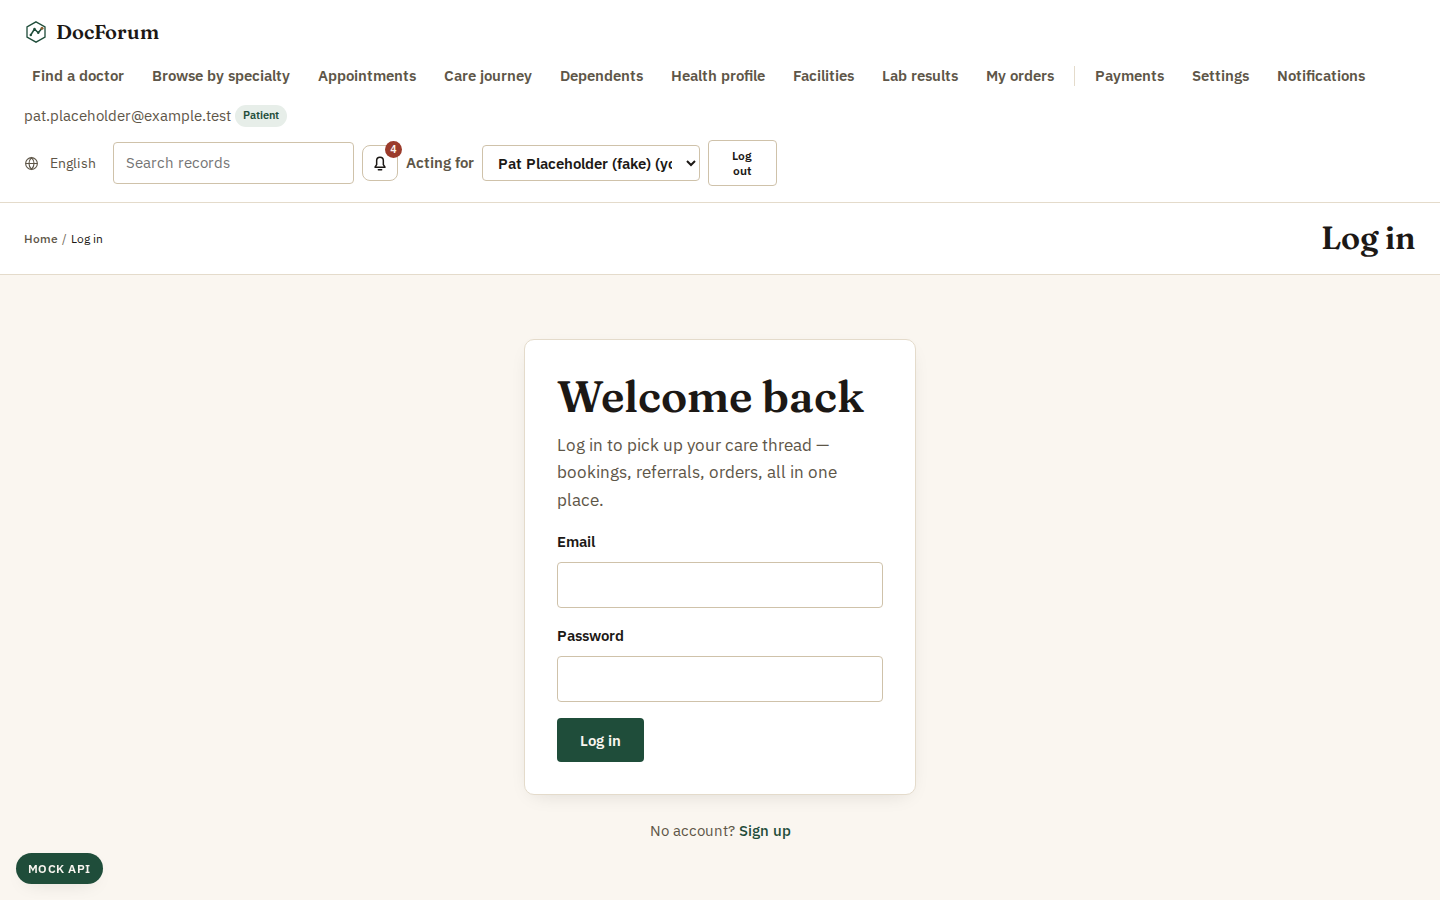 DocForum
Find a doctor Browse by specialty Appointments Care journey Dependents Health profile Facilities Lab results My orders Payments Settings Notifications
pat.placeholder@example.test Patient
English Search records 4 Acting for Pat Placeholder (fake) (yo Log out
Home / Log in
Log in
Welcome back
Log in to pick up your care thread —
bookings, referrals, orders, all in one
place.
Email
Password
Log in
No account? Sign up
MOCK API